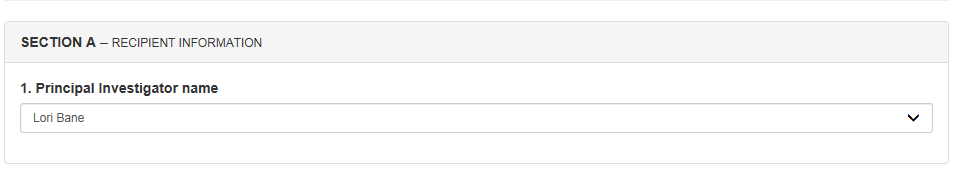 SECTION A – RECIPIENT INFORMATION
1. Principal Investigator name
Lori Bane